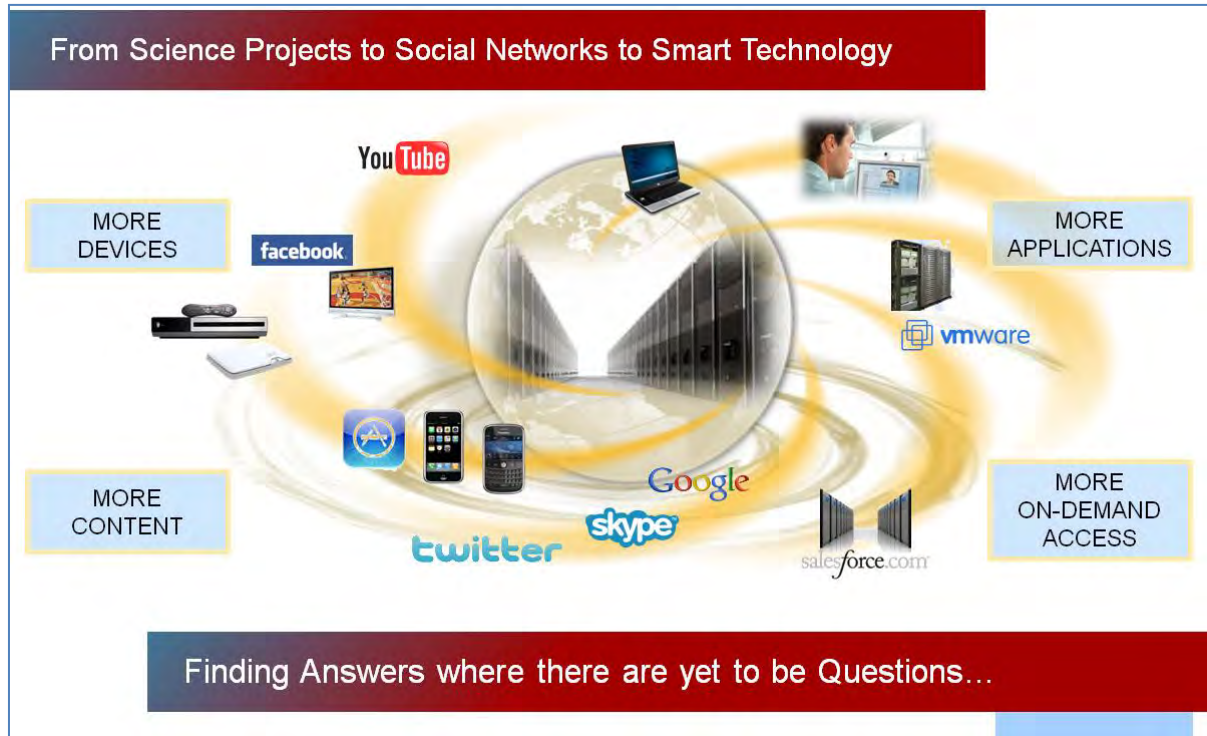 From Science Projects to Social Networks to Smart Technology
YouTube
MORE
DEVICES
facebook
MORE
APPLICATIONS
vmware
MORE
CONTENT
Google
skype
twitter
MORE
ON-DEMAND
ACCESS
salesforce.com
Finding Answers where there are yet to be Questions…